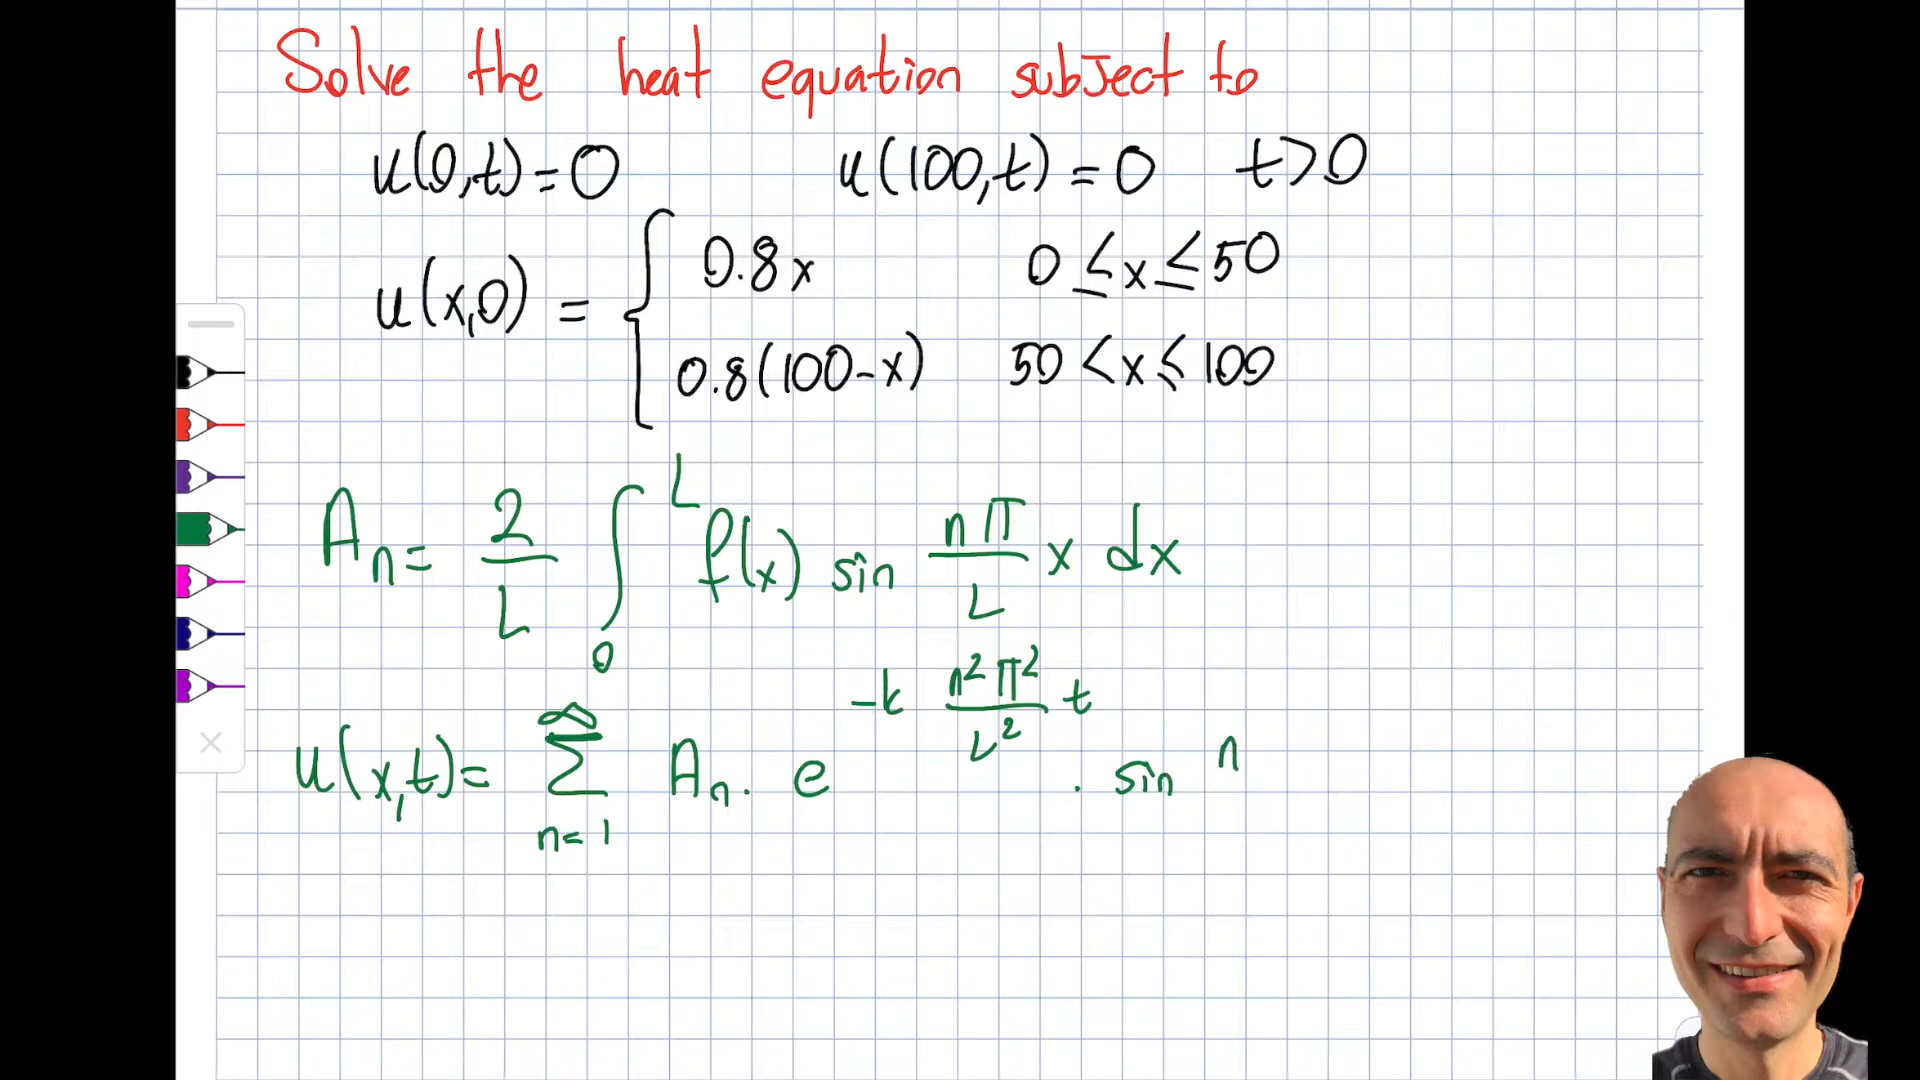 Solve the heat equation subject to
u(0,t)=0 u(100,t)=0 t>0
u(x,0) = { 0.8x 0≤x≤50
0.8(100-x) 50<x≤100
An = 2/L ∫₀ᴸ f(x) sin nπ/L x dx
u(x,t)= ∑ n=1 ∞ An. e -k n²π²/L² t . sin n